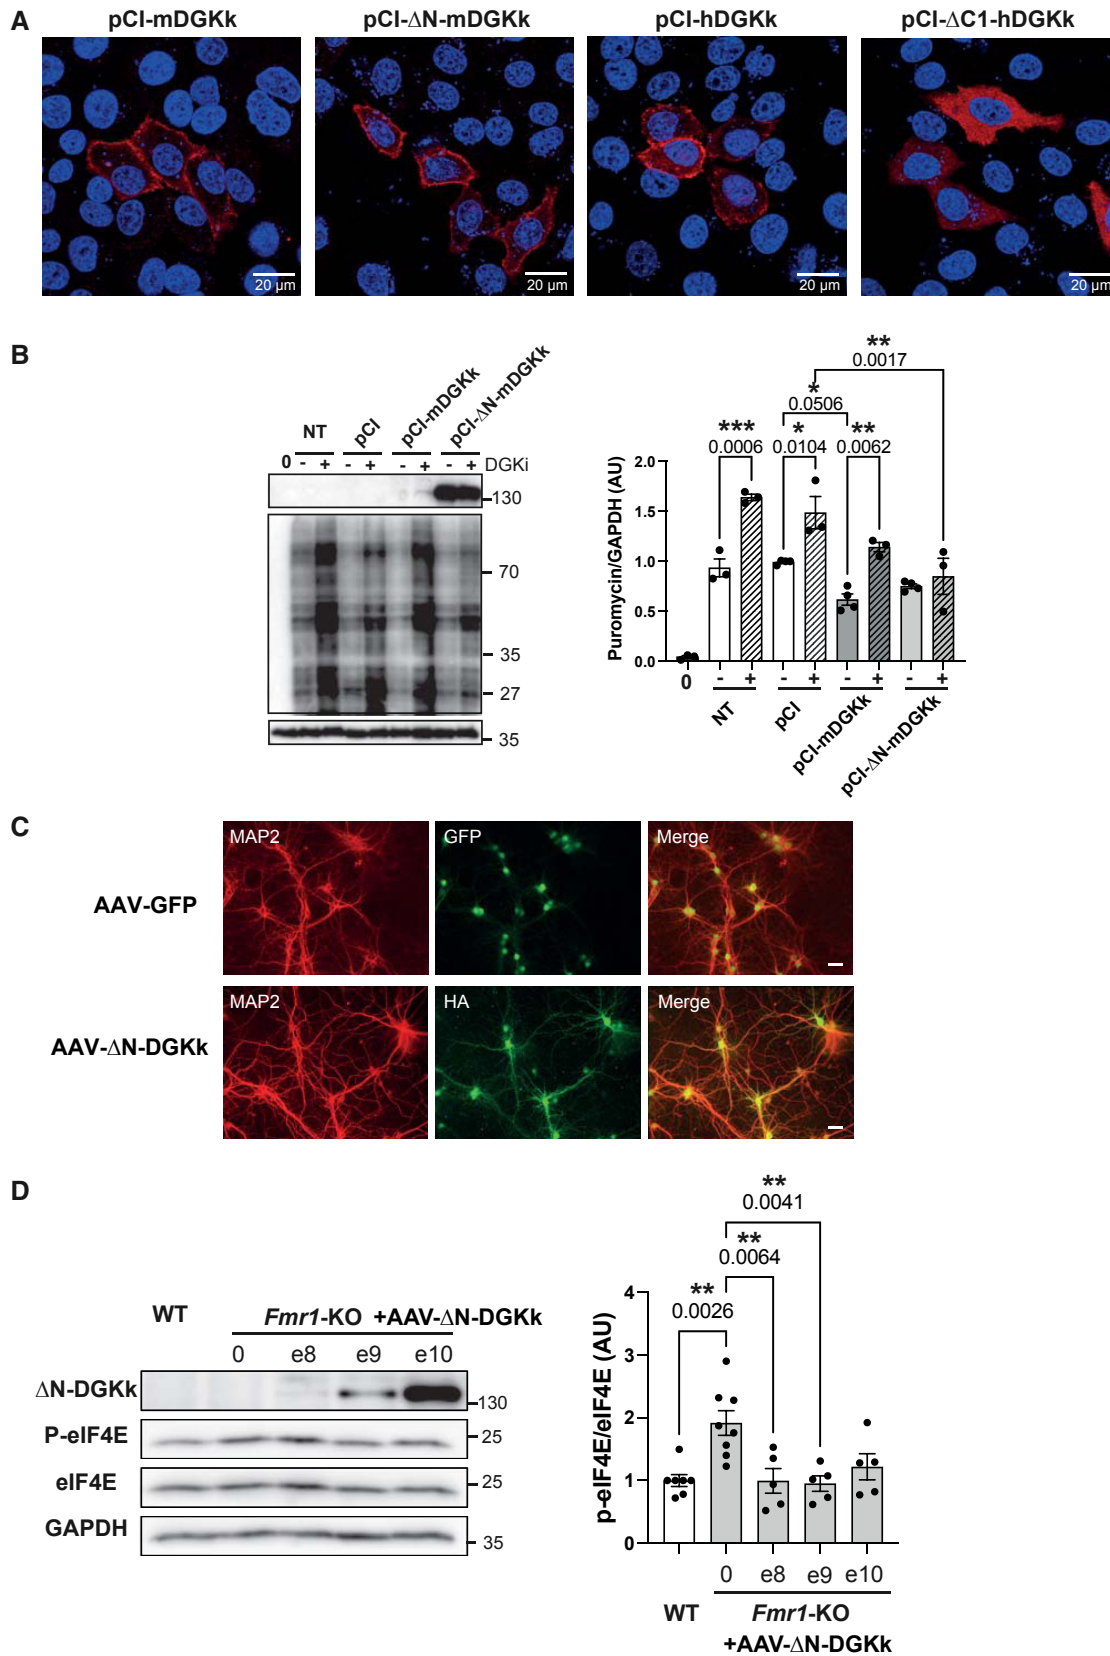 A
pCI-mDGKk
pCI-ΔN-mDGKk
pCI-hDGKk
pCI-ΔC1-hDGKk
20 µm
20 µm
20 µm
20 µm
B
NT
pCI
pCI-mDGKk
pCI-ΔN-mDGKk
0 - + - + - + - + DGKi
130
70
35
27
35
**
0.0017
*
0.0506
*** * **
0.0006 0.0104 0.0062
Puromycin/GAPDH (AU)
2.0
1.5
1.0
0.5
0.0
0 - + - + - + - +
NT
pCI
pCI-mDGKk
pCI-ΔN-mDGKk
C
AAV-GFP
MAP2
GFP
Merge
AAV-ΔN-DGKk
MAP2
HA
Merge
D
WT
Fmr1-KO +AAV-ΔN-DGKk
0 e8 e9 e10
ΔN-DGKk
130
P-eIF4E
25
eIF4E
25
GAPDH
35
**
0.0041
**
0.0064
**
0.0026
p-eIF4E/eIF4E (AU)
4
3
2
1
0
0 e8 e9 e10
WT
Fmr1-KO
+AAV-ΔN-DGKk